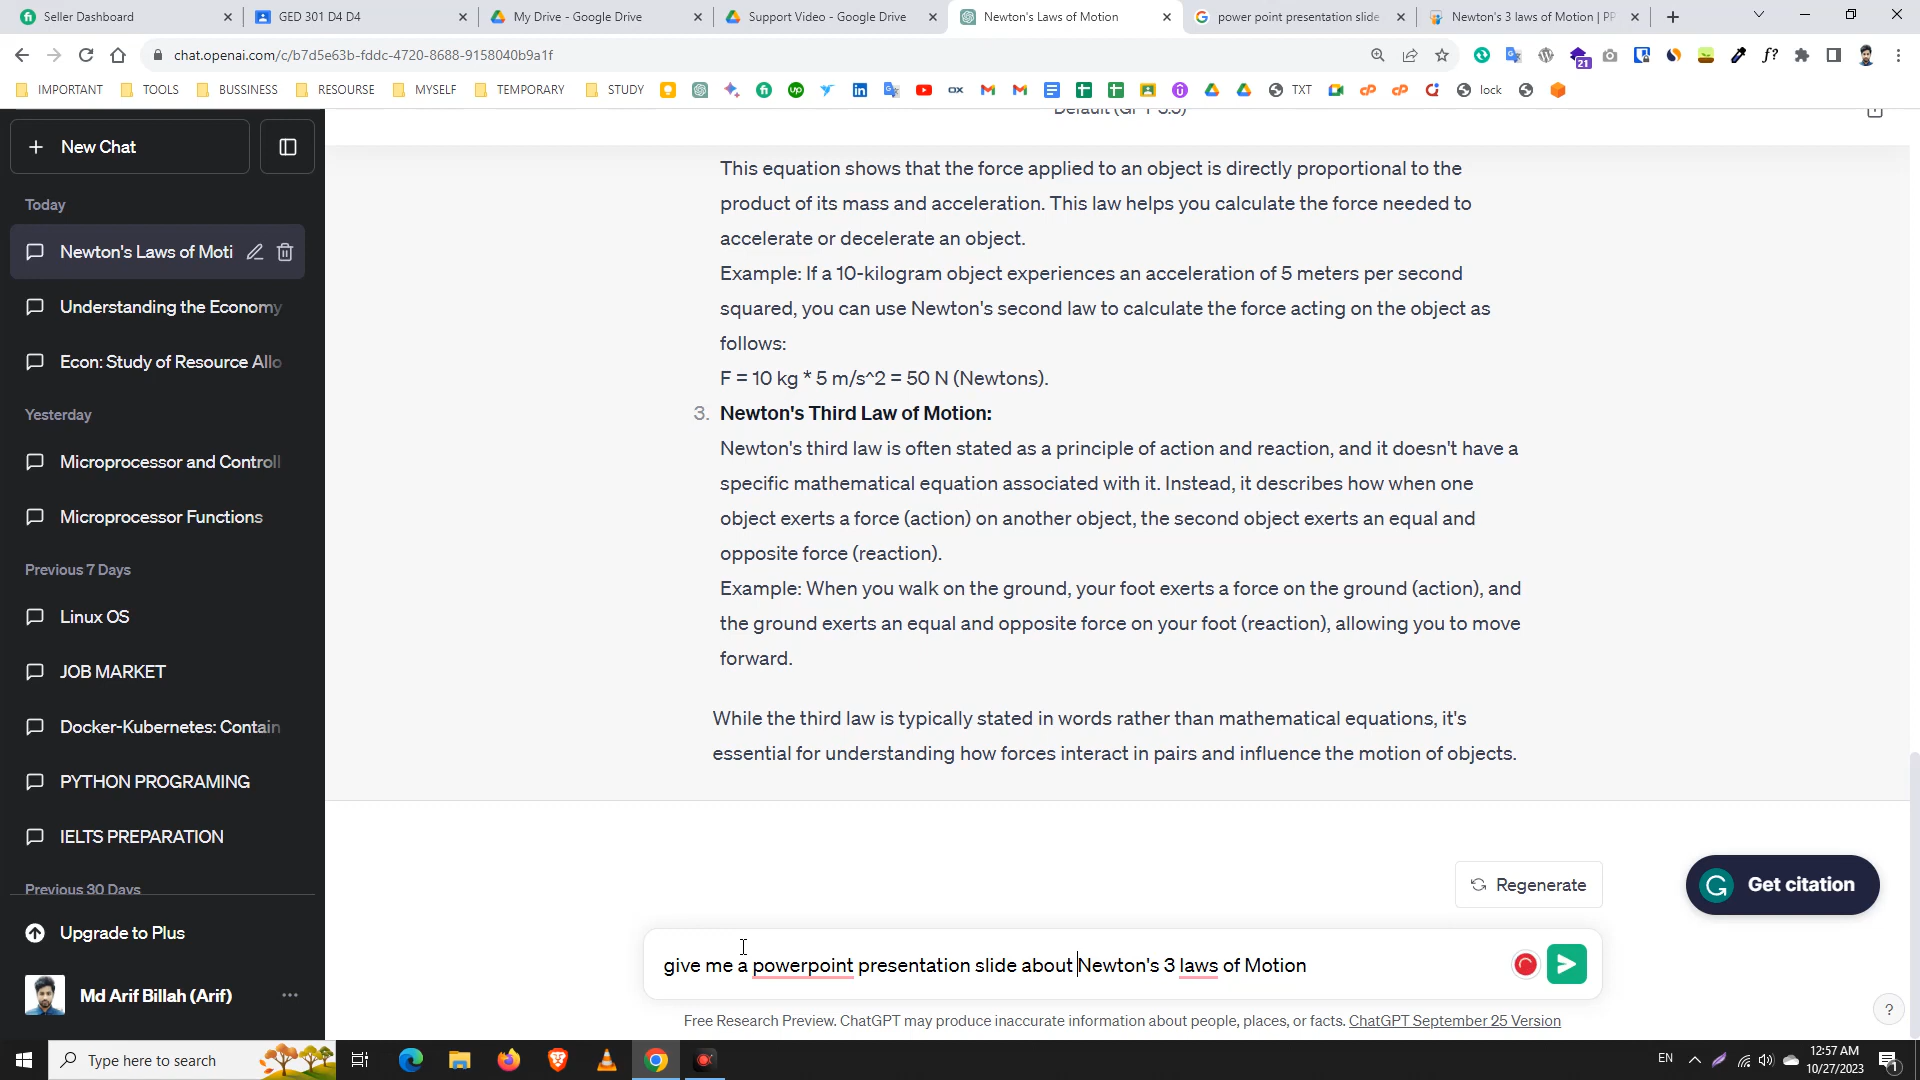 Seller Dashboard
GED 301 D4 D4
My Drive - Google Drive
Support Video - Google Drive
Newton's Laws of Motion
power point presentation slide
Newton's 3 laws of Motion | PP
chat.openai.com/c/b7d5e63b-fddc-4720-8688-9158040b9a1f
21
IMPORTANT
TOOLS
BUSSINESS
RESOURSE
MYSELF
TEMPORARY
STUDY
TXT
lock
New Chat
Default (GPT-3.5)
This equation shows that the force applied to an object is directly proportional to the
product of its mass and acceleration. This law helps you calculate the force needed to
accelerate or decelerate an object.
Example: If a 10-kilogram object experiences an acceleration of 5 meters per second
squared, you can use Newton's second law to calculate the force acting on the object as
follows:
F = 10 kg * 5 m/s^2 = 50 N (Newtons).
3. Newton's Third Law of Motion:
Newton's third law is often stated as a principle of action and reaction, and it doesn't have a
specific mathematical equation associated with it. Instead, it describes how when one
object exerts a force (action) on another object, the second object exerts an equal and
opposite force (reaction).
Example: When you walk on the ground, your foot exerts a force on the ground (action), and
the ground exerts an equal and opposite force on your foot (reaction), allowing you to move
forward.
While the third law is typically stated in words rather than mathematical equations, it's
essential for understanding how forces interact in pairs and influence the motion of objects.
Today
Newton's Laws of Moti
Understanding the Economy
Econ: Study of Resource Allo
Yesterday
Microprocessor and Controll
Microprocessor Functions
Previous 7 Days
Linux OS
JOB MARKET
Docker-Kubernetes: Contain
PYTHON PROGRAMING
IELTS PREPARATION
Previous 30 Days
Upgrade to Plus
Md Arif Billah (Arif)
Regenerate
Get citation
give me a powerpoint presentation slide about Newton's 3 laws of Motion
Free Research Preview. ChatGPT may produce inaccurate information about people, places, or facts. ChatGPT September 25 Version
?
Type here to search
EN
12:57 AM
10/27/2023
1